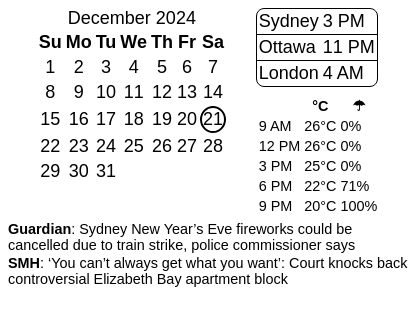 December 2024
Su Mo Tu We Th Fr Sa
1 2 3 4 5 6 7
8 9 10 11 12 13 14
15 16 17 18 19 20 21
22 23 24 25 26 27 28
29 30 31
Sydney 3 PM
Ottawa 11 PM
London 4 AM
°C ☂
9 AM 26°C 0%
12 PM 26°C 0%
3 PM 25°C 0%
6 PM 22°C 71%
9 PM 20°C 100%
Guardian: Sydney New Year’s Eve fireworks could be
cancelled due to train strike, police commissioner says
SMH: ‘You can’t always get what you want’: Court knocks back
controversial Elizabeth Bay apartment block